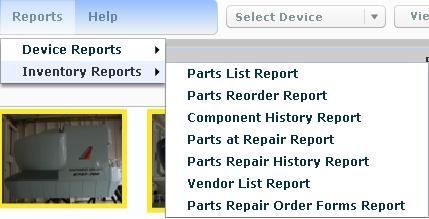 Reports Help Select Device Vie
Device Reports
Inventory Reports
Parts List Report
Parts Reorder Report
Component History Report
Parts at Repair Report
Parts Repair History Report
Vendor List Report
Parts Repair Order Forms Report